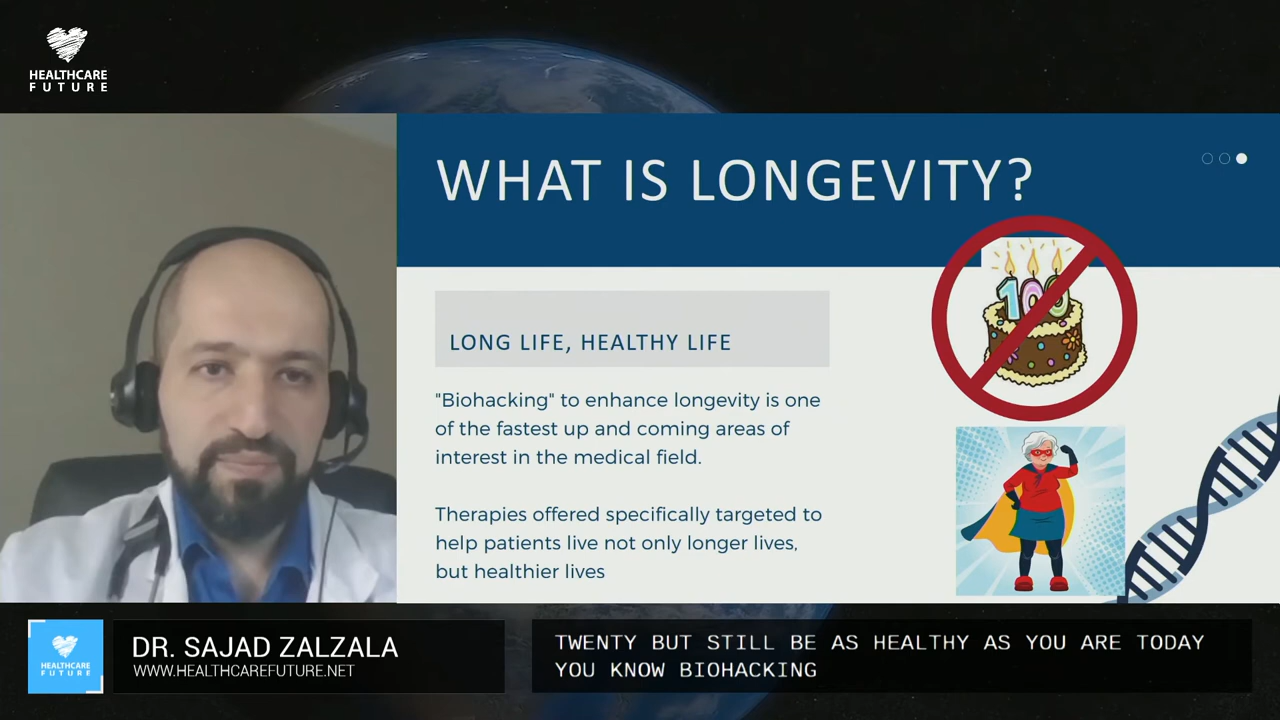 HEALTHCARE
FUTURE
WHAT IS LONGEVITY?
100
LONG LIFE, HEALTHY LIFE
"Biohacking" to enhance longevity is one
of the fastest up and coming areas of
interest in the medical field.
Therapies offered specifically targeted to
help patients live not only longer lives,
but healthier lives
HEALTHCARE
FUTURE
DR. SAJAD ZALZALA
WWW.HEALTHCAREFUTURE.NET
TWENTY BUT STILL BE AS HEALTHY AS YOU ARE TODAY
YOU KNOW BIOHACKING